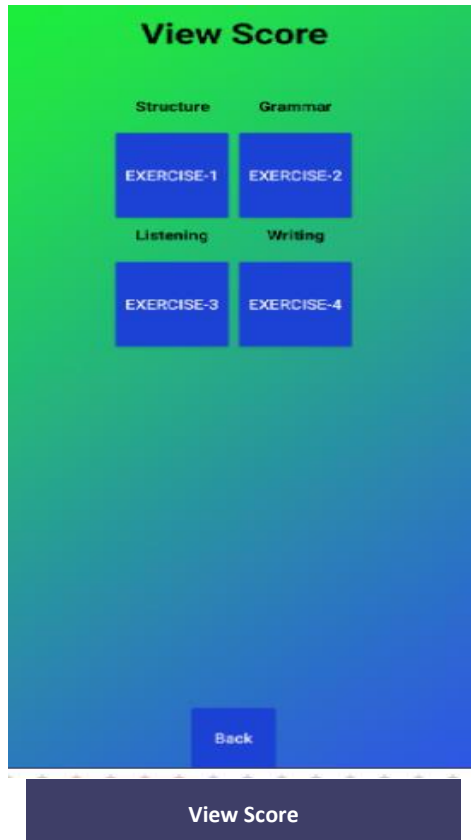 View Score
Structure Grammar
EXERCISE-1 EXERCISE-2
Listening Writing
EXERCISE-3 EXERCISE-4
Back
View Score